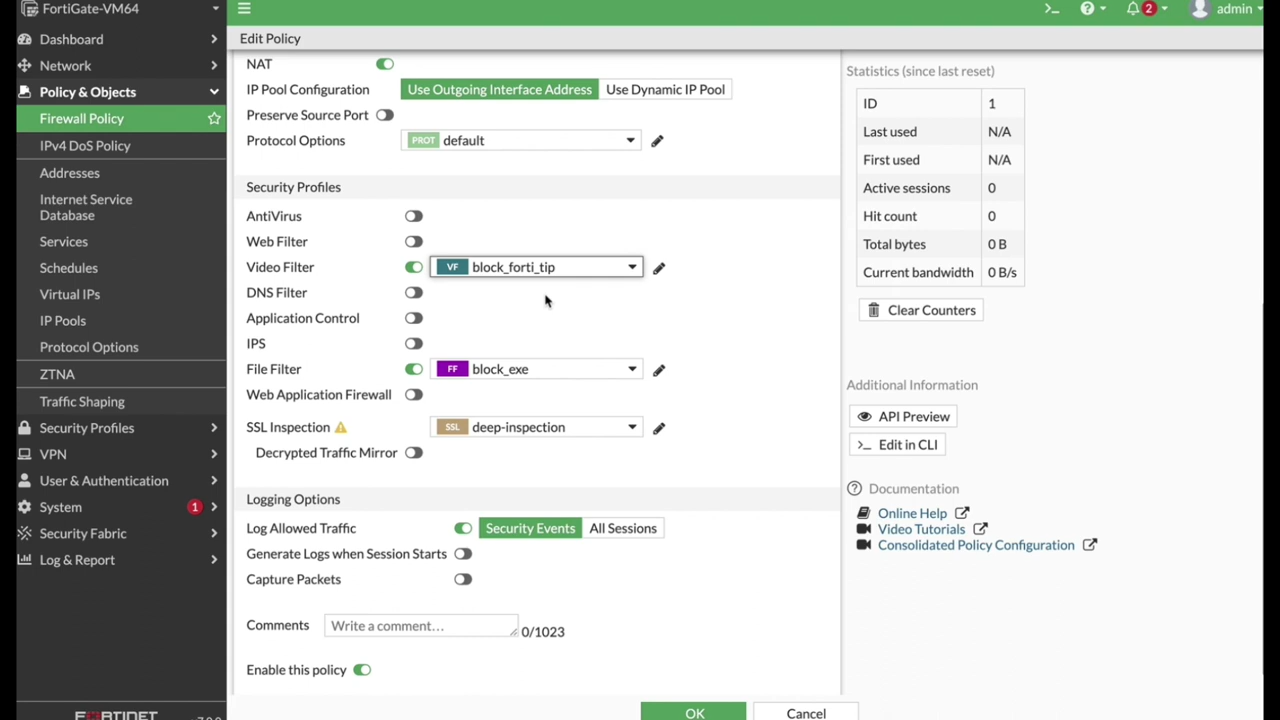 FortiGate-VM64
Dashboard
Network
Policy & Objects
Firewall Policy
IPv4 DoS Policy
Addresses
Internet Service
Database
Services
Schedules
Virtual IPs
IP Pools
Protocol Options
ZTNA
Traffic Shaping
Security Profiles
VPN
User & Authentication
System 1
Security Fabric
Log & Report
FORTINET
>_ ? 2 admin
Edit Policy
NAT
IP Pool Configuration Use Outgoing Interface Address Use Dynamic IP Pool
Preserve Source Port
Protocol Options PROT default
Security Profiles
AntiVirus
Web Filter
Video Filter VF block_forti_tip
DNS Filter
Application Control
IPS
File Filter FF block_exe
Web Application Firewall
SSL Inspection SSL deep-inspection
Decrypted Traffic Mirror
Logging Options
Log Allowed Traffic Security Events All Sessions
Generate Logs when Session Starts
Capture Packets
Comments Write a comment... 0/1023
Enable this policy
OK Cancel
Statistics (since last reset)
ID 1
Last used N/A
First used N/A
Active sessions 0
Hit count 0
Total bytes 0 B
Current bandwidth 0 B/s
Clear Counters
Additional Information
API Preview
>_ Edit in CLI
? Documentation
Online Help
Video Tutorials
Consolidated Policy Configuration